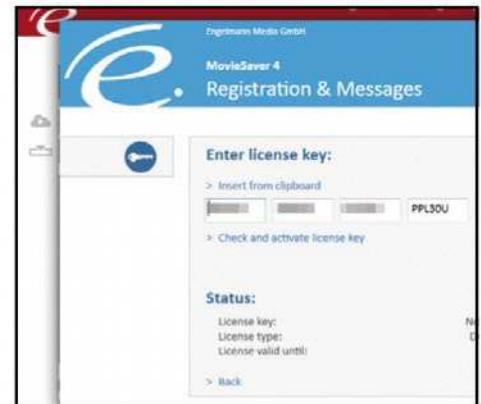 Engelmann Media GmbH
MovieSaver 4
Registration & Messages
Enter license key:
> Insert from clipboard
PPL30U
> Check and activate license key
Status:
License key:
License type:
License valid until:
> Back